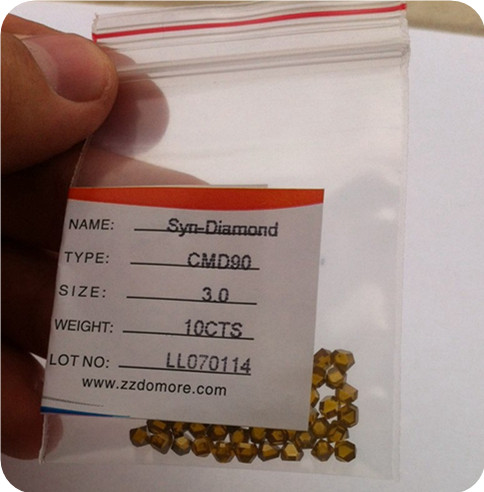 NAME: Syn-Diamond
TYPE: CMD90
SIZE: 3.0
WEIGHT: 10CTS
LOT NO: LL070114
www.zzdomore.com